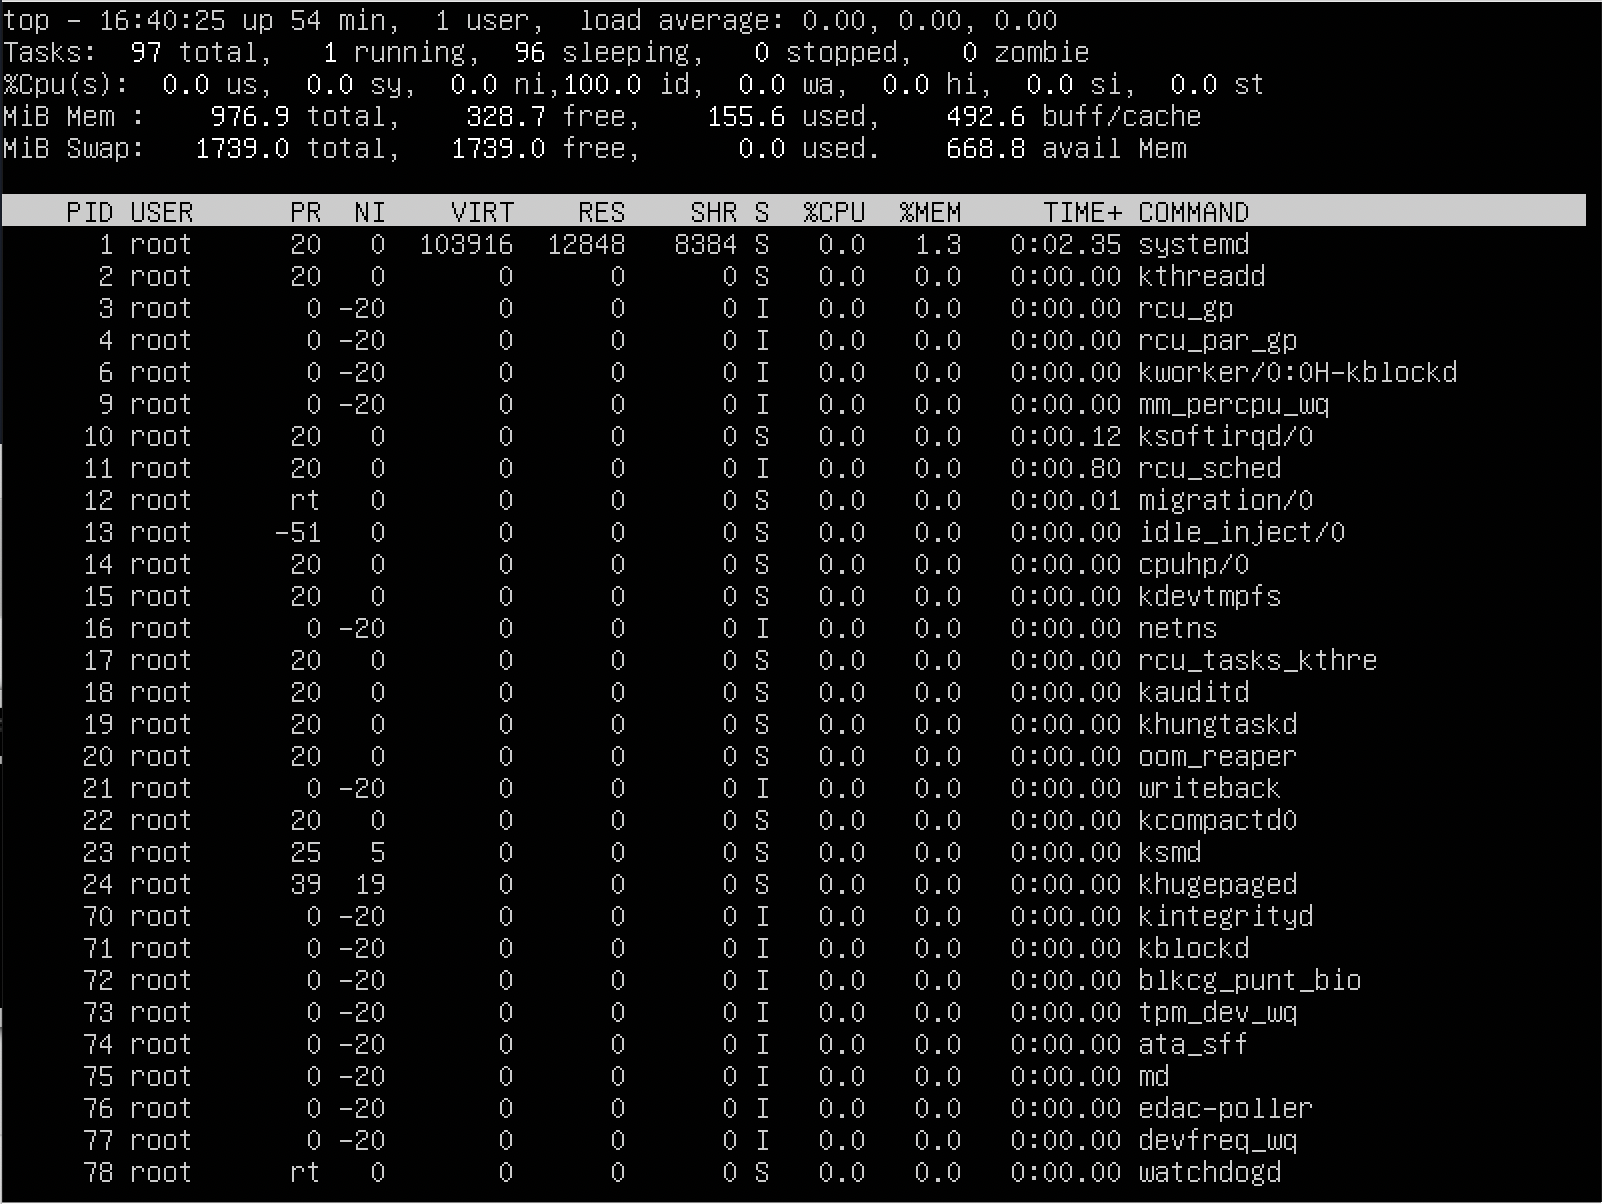 top - 16:40:25 up 54 min,  1 user,  load average: 0.00, 0.00, 0.00
Tasks:  97 total,   1 running,  96 sleeping,   0 stopped,   0 zombie
%Cpu(s):  0.0 us,  0.0 sy,  0.0 ni,100.0 id,  0.0 wa,  0.0 hi,  0.0 si,  0.0 st
MiB Mem :    976.9 total,    328.7 free,    155.6 used,    492.6 buff/cache
MiB Swap:   1739.0 total,   1739.0 free,      0.0 used.    668.8 avail Mem
PID USER      PR  NI    VIRT    RES    SHR S  %CPU  %MEM     TIME+ COMMAND
1 root      20   0  103916  12848   8384 S   0.0   1.3   0:02.35 systemd
2 root      20   0       0      0      0 S   0.0   0.0   0:00.00 kthreadd
3 root       0 -20       0      0      0 I   0.0   0.0   0:00.00 rcu_gp
4 root       0 -20       0      0      0 I   0.0   0.0   0:00.00 rcu_par_gp
6 root       0 -20       0      0      0 I   0.0   0.0   0:00.00 kworker/0:0H-kblockd
9 root       0 -20       0      0      0 I   0.0   0.0   0:00.00 mm_percpu_wq
10 root      20   0       0      0      0 S   0.0   0.0   0:00.12 ksoftirqd/0
11 root      20   0       0      0      0 I   0.0   0.0   0:00.80 rcu_sched
12 root      rt   0       0      0      0 S   0.0   0.0   0:00.01 migration/0
13 root     -51   0       0      0      0 S   0.0   0.0   0:00.00 idle_inject/0
14 root      20   0       0      0      0 S   0.0   0.0   0:00.00 cpuhp/0
15 root      20   0       0      0      0 S   0.0   0.0   0:00.00 kdevtmpfs
16 root       0 -20       0      0      0 I   0.0   0.0   0:00.00 netns
17 root      20   0       0      0      0 S   0.0   0.0   0:00.00 rcu_tasks_kthre
18 root      20   0       0      0      0 S   0.0   0.0   0:00.00 kauditd
19 root      20   0       0      0      0 S   0.0   0.0   0:00.00 khungtaskd
20 root      20   0       0      0      0 S   0.0   0.0   0:00.00 oom_reaper
21 root       0 -20       0      0      0 I   0.0   0.0   0:00.00 writeback
22 root      20   0       0      0      0 S   0.0   0.0   0:00.00 kcompactd0
23 root      25   5       0      0      0 S   0.0   0.0   0:00.00 ksmd
24 root      39  19       0      0      0 S   0.0   0.0   0:00.00 khugepaged
70 root       0 -20       0      0      0 I   0.0   0.0   0:00.00 kintegrityd
71 root       0 -20       0      0      0 I   0.0   0.0   0:00.00 kblockd
72 root       0 -20       0      0      0 I   0.0   0.0   0:00.00 blkcg_punt_bio
73 root       0 -20       0      0      0 I   0.0   0.0   0:00.00 tpm_dev_wq
74 root       0 -20       0      0      0 I   0.0   0.0   0:00.00 ata_sff
75 root       0 -20       0      0      0 I   0.0   0.0   0:00.00 md
76 root       0 -20       0      0      0 I   0.0   0.0   0:00.00 edac-poller
77 root       0 -20       0      0      0 I   0.0   0.0   0:00.00 devfreq_wq
78 root      rt   0       0      0      0 S   0.0   0.0   0:00.00 watchdogd